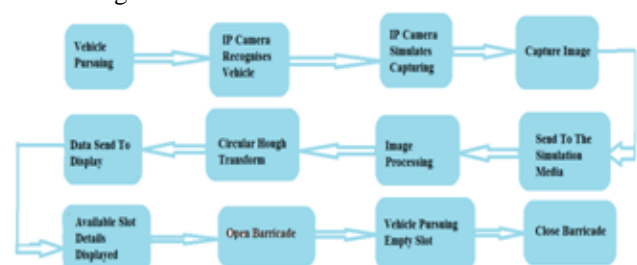 Vehicle
Pursuing
IP Camera
Recognises
Vehicle
IP Camera
Simulates
Capturing
Capture Image
Send To The
Simulation
Media
Image
Processing
Circular Hough
Transform
Data Send To
Display
Available Slot
Details
Displayed
Open Barricade
Vehicle Pursuing
Empty Slot
Close Barricade